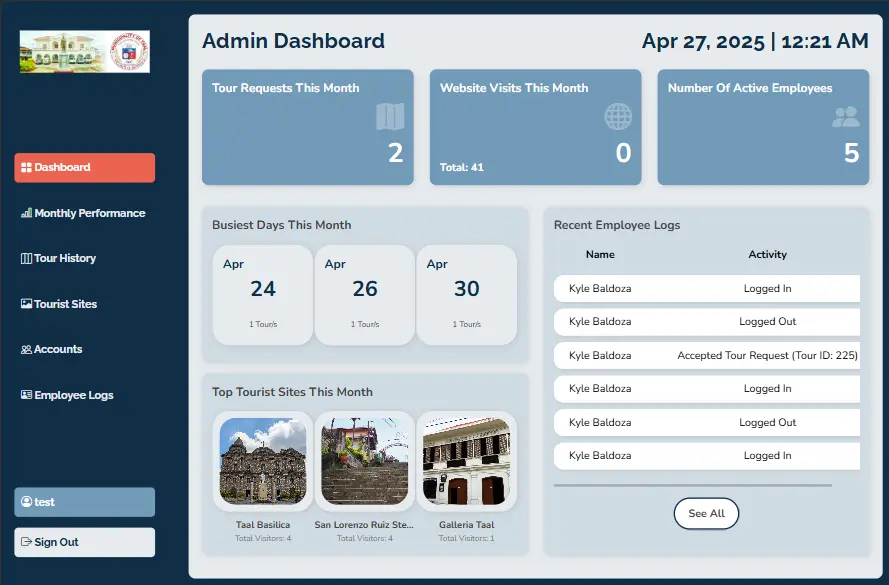 MUNICIPALITY OF TAAL
Dashboard
Monthly Performance
Tour History
Tourist Sites
Accounts
Employee Logs
test
Sign Out
Admin Dashboard
Apr 27, 2025 | 12:21 AM
Tour Requests This Month
2
Website Visits This Month
0
Total: 41
Number Of Active Employees
5
Busiest Days This Month
Apr
24
1 Tour/s
Apr
26
1 Tour/s
Apr
30
1 Tour/s
Top Tourist Sites This Month
Taal Basilica
Total Visitors: 4
San Lorenzo Ruiz Ste...
Total Visitors: 4
Galleria Taal
Total Visitors: 1
Recent Employee Logs
Name Activity
Kyle Baldoza Logged In
Kyle Baldoza Logged Out
Kyle Baldoza Accepted Tour Request (Tour ID: 225)
Kyle Baldoza Logged In
Kyle Baldoza Logged Out
Kyle Baldoza Logged In
See All